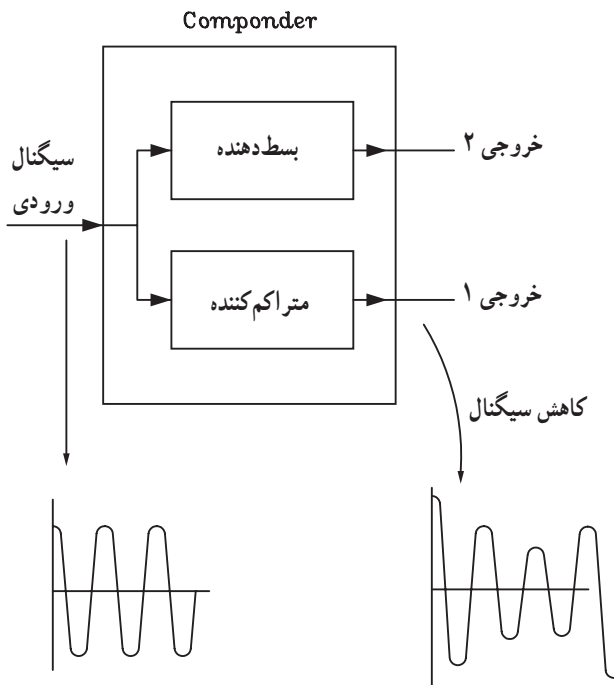 Componder
سیگنال
ورودی
بسط‌دهنده
خروجی ۲
متراکم‌کننده
خروجی ۱
کاهش سیگنال